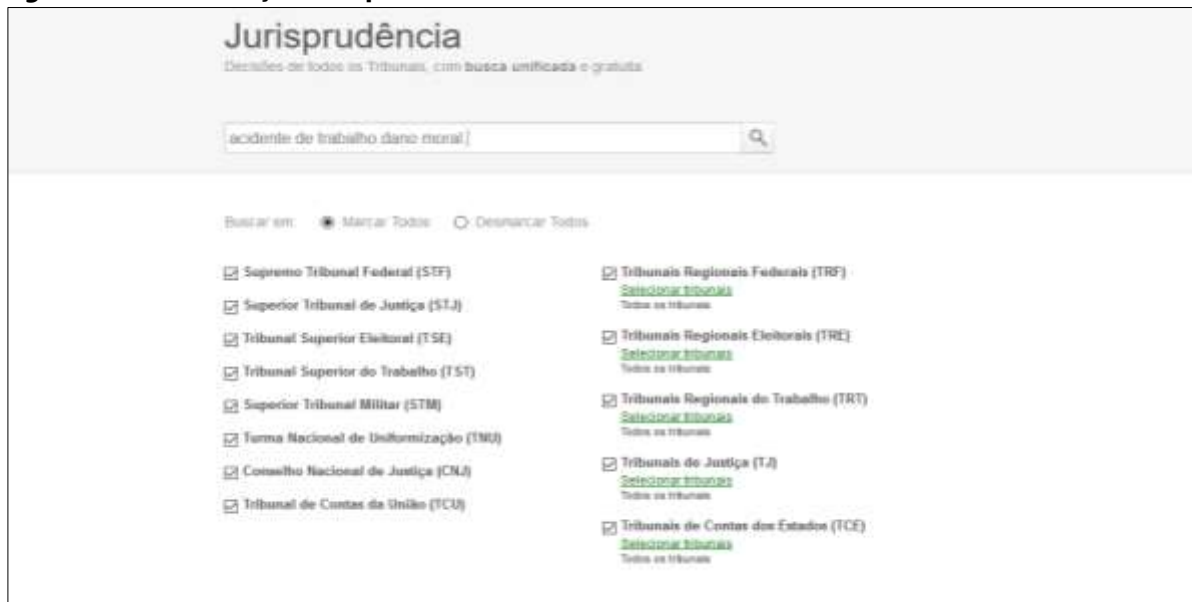 Jurisprudência
Decisões de todos os Tribunais, com busca unificada e gratuita
acidente de trabalho dano moral
Buscar em: Marcar Todos Desmarcar Todos
Supremo Tribunal Federal (STF)
Superior Tribunal de Justiça (STJ)
Tribunal Superior Eleitoral (TSE)
Tribunal Superior do Trabalho (TST)
Superior Tribunal Militar (STM)
Turma Nacional de Uniformização (TNU)
Conselho Nacional de Justiça (CNJ)
Tribunal de Contas da União (TCU)
Tribunais Regionais Federais (TRF)
Selecionar tribunais
Todos os tribunais
Tribunais Regionais Eleitorais (TRE)
Selecionar tribunais
Todos os tribunais
Tribunais Regionais do Trabalho (TRT)
Selecionar tribunais
Todos os tribunais
Tribunais de Justiça (TJ)
Selecionar tribunais
Todos os tribunais
Tribunais de Contas dos Estados (TCE)
Selecionar tribunais
Todos os tribunais